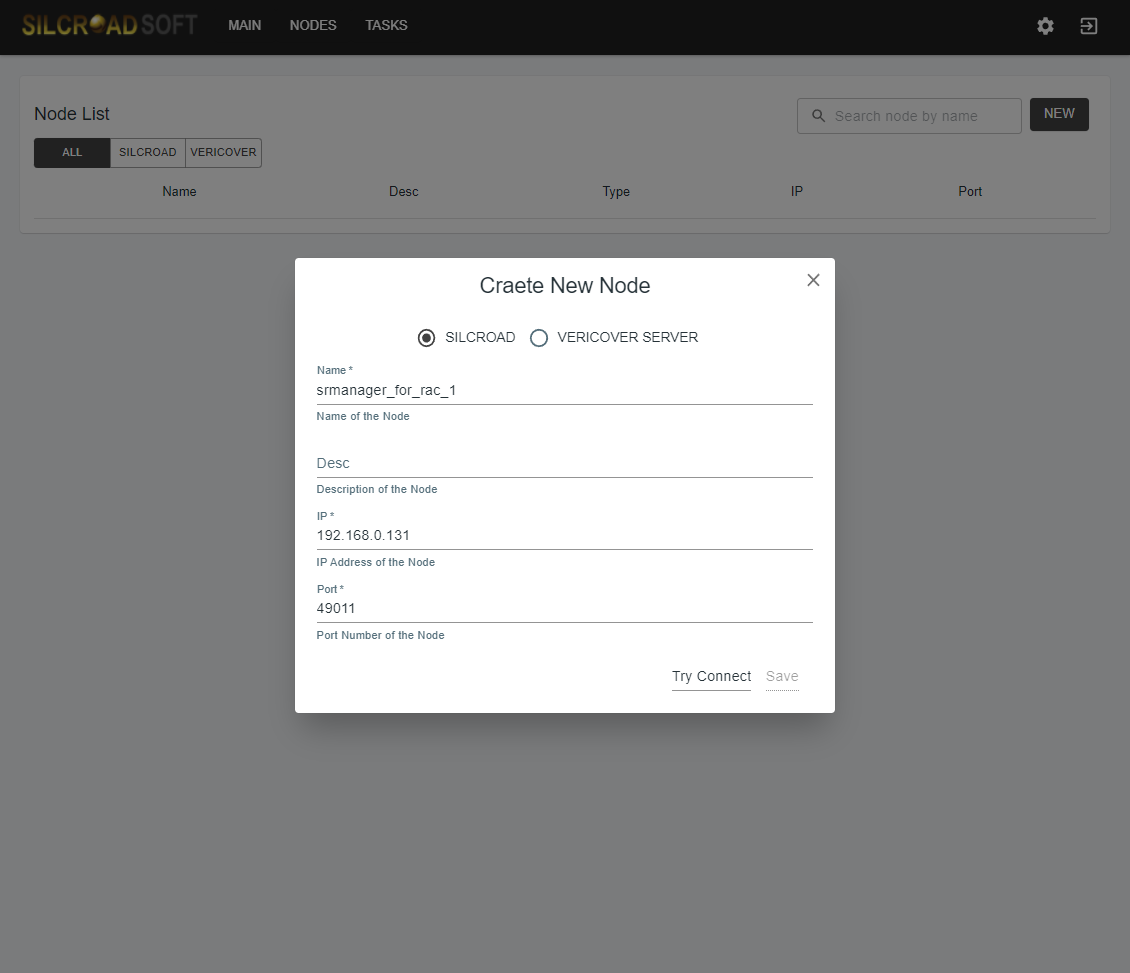 SILCROADSOFT MAIN NODES TASKS
Node List
Search node by name NEW
ALL SILCROAD VERICOVER
Name Desc Type IP Port
Craete New Node
SILCROAD VERICOVER SERVER
Name *
srmanager_for_rac_1
Name of the Node
Desc
Description of the Node
IP *
192.168.0.131
IP Address of the Node
Port *
49011
Port Number of the Node
Try Connect Save